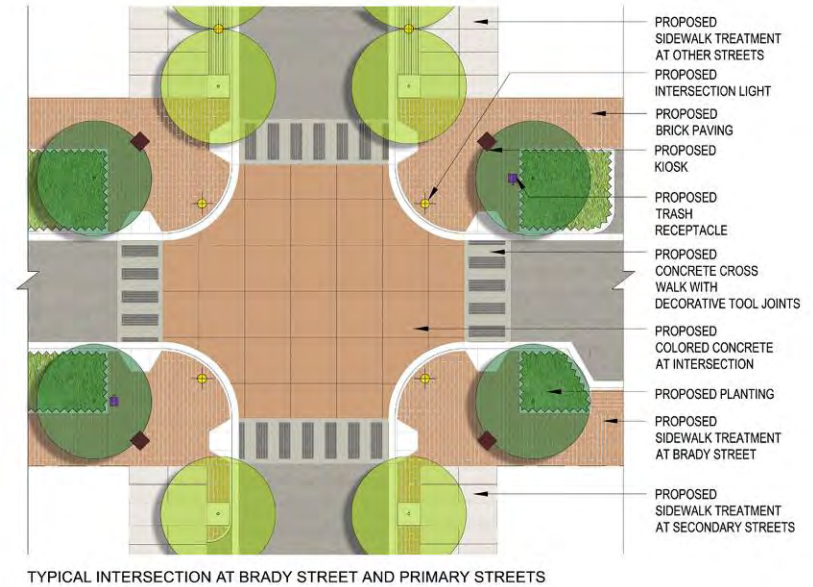 PROPOSED
SIDEWALK TREATMENT
AT OTHER STREETS
PROPOSED
INTERSECTION LIGHT
PROPOSED
BRICK PAVING
PROPOSED
KIOSK
PROPOSED
TRASH
RECEPTACLE
PROPOSED
CONCRETE CROSS
WALK WITH
DECORATIVE TOOL JOINTS
PROPOSED
COLORED CONCRETE
AT INTERSECTION
PROPOSED PLANTING
PROPOSED
SIDEWALK TREATMENT
AT BRADY STREET
PROPOSED
SIDEWALK TREATMENT
AT SECONDARY STREETS
TYPICAL INTERSECTION AT BRADY STREET AND PRIMARY STREETS